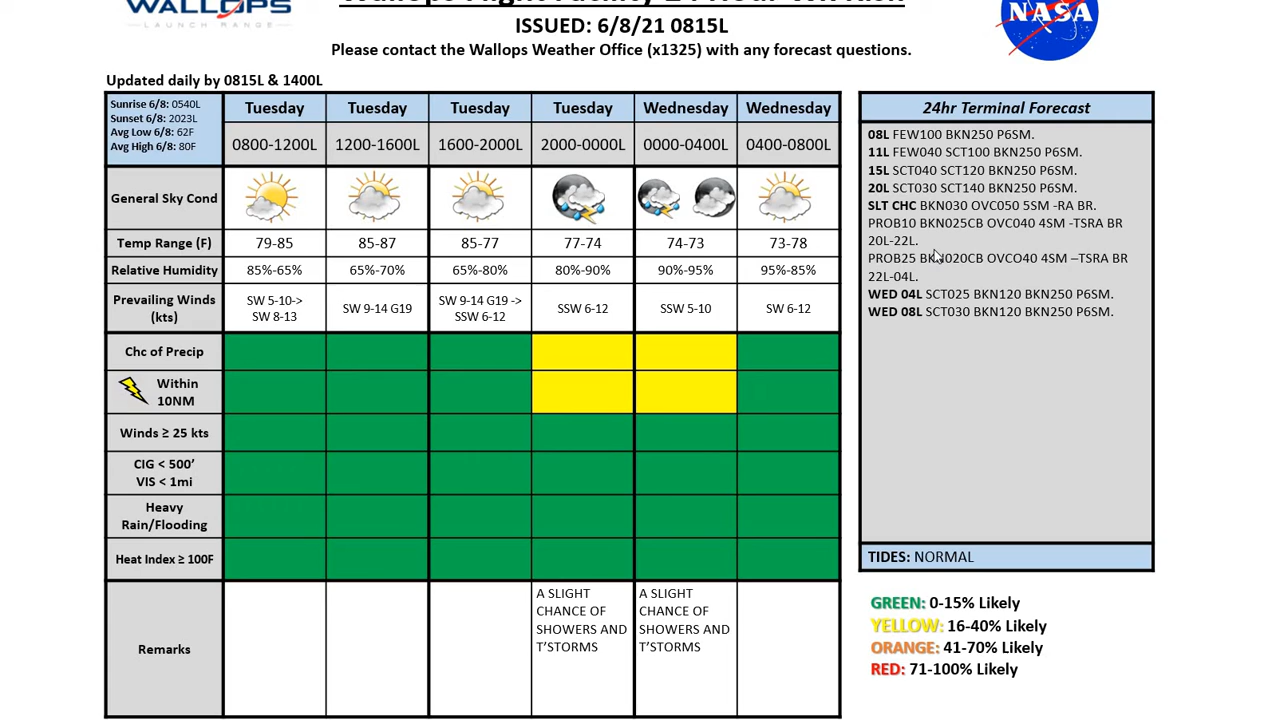 WALLOPS
LAUNCH RANGE
ISSUED: 6/8/21 0815L
Please contact the Wallops Weather Office (x1325) with any forecast questions.
NASA
Updated daily by 0815L & 1400L
Sunrise 6/8: 0540L
Sunset 6/8: 2023L
Avg Low 6/8: 62F
Avg High 6/8: 80F
Tuesday Tuesday Tuesday Tuesday Wednesday Wednesday
0800-1200L 1200-1600L 1600-2000L 2000-0000L 0000-0400L 0400-0800L
General Sky Cond
Temp Range (F) 79-85 85-87 85-77 77-74 74-73 73-78
Relative Humidity 85%-65% 65%-70% 65%-80% 80%-90% 90%-95% 95%-85%
Prevailing Winds (kts) SW 5-10-> SW 8-13 SW 9-14 G19 SW 9-14 G19 -> SSW 6-12 SSW 6-12 SSW 5-10 SW 6-12
Chc of Precip
Within
10NM
Winds ≥ 25 kts
CIG < 500’
VIS < 1mi
Heavy
Rain/Flooding
Heat Index ≥ 100F
Remarks
A SLIGHT
CHANCE OF
SHOWERS AND
T’STORMS
A SLIGHT
CHANCE OF
SHOWERS AND
T’STORMS
24hr Terminal Forecast
08L FEW100 BKN250 P6SM.
11L FEW040 SCT100 BKN250 P6SM.
15L SCT040 SCT120 BKN250 P6SM.
20L SCT030 SCT140 BKN250 P6SM.
SLT CHC BKN030 OVC050 5SM -RA BR.
PROB10 BKN025CB OVC040 4SM -TSRA BR
20L-22L.
PROB25 BKN020CB OVCO40 4SM –TSRA BR
22L-04L.
WED 04L SCT025 BKN120 BKN250 P6SM.
WED 08L SCT030 BKN120 BKN250 P6SM.
TIDES: NORMAL
GREEN: 0-15% Likely
YELLOW: 16-40% Likely
ORANGE: 41-70% Likely
RED: 71-100% Likely